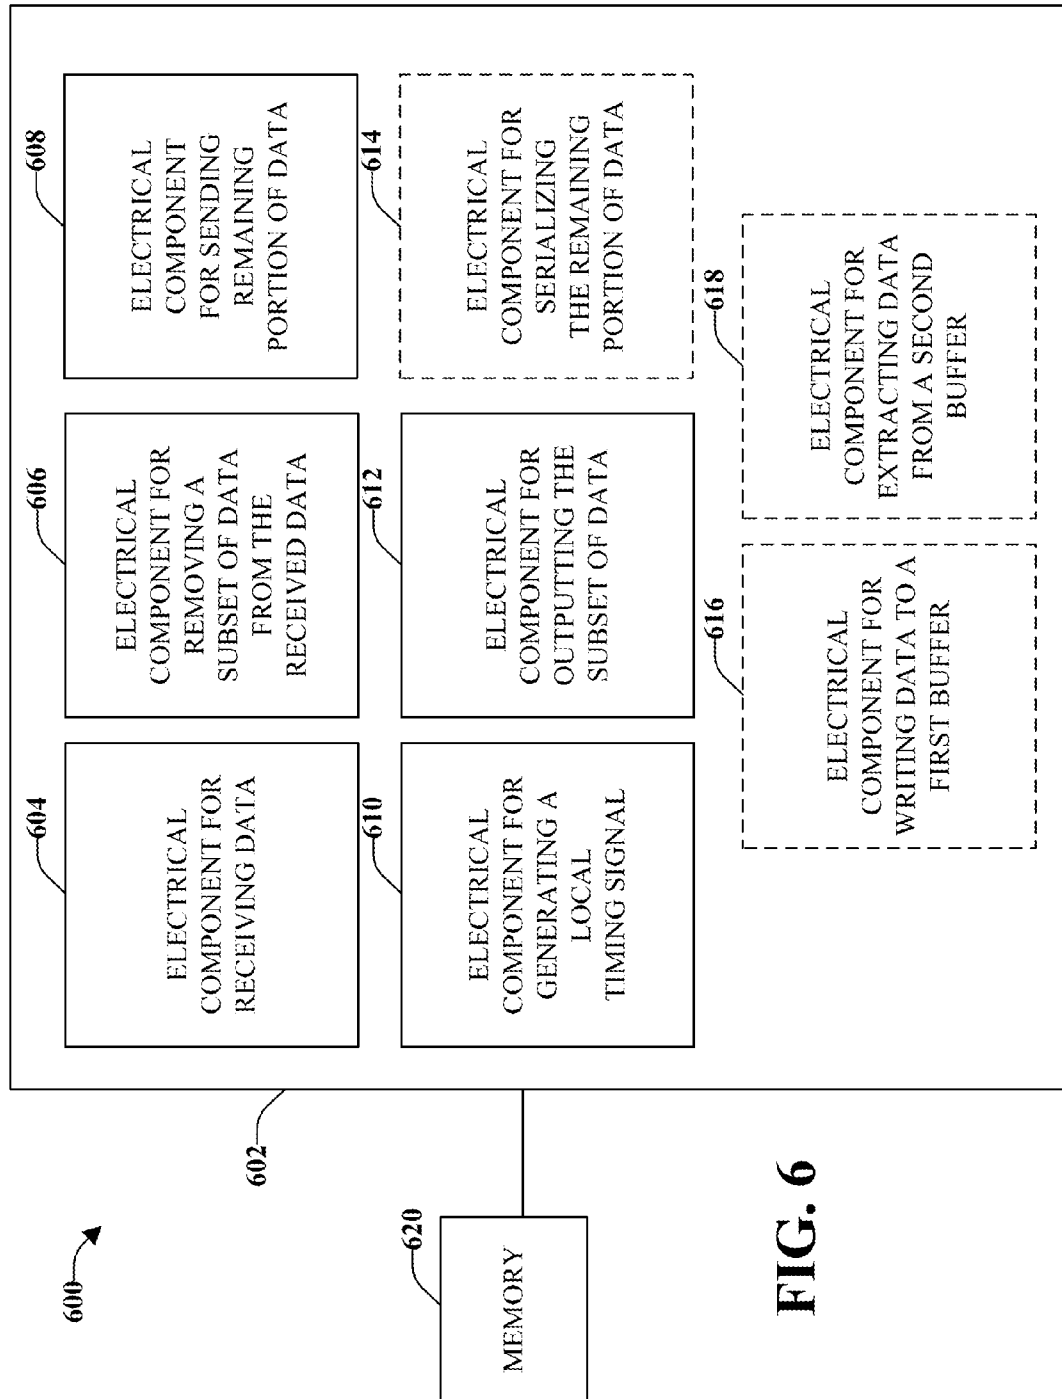 600
602
604
ELECTRICAL
COMPONENT FOR
RECEIVING DATA
606
ELECTRICAL
COMPONENT FOR
REMOVING A
SUBSET OF DATA
FROM THE
RECEIVED DATA
608
ELECTRICAL
COMPONENT
FOR SENDING
REMAINING
PORTION OF DATA
610
ELECTRICAL
COMPONENT FOR
GENERATING A
LOCAL
TIMING SIGNAL
612
ELECTRICAL
COMPONENT FOR
OUTPUTTING THE
SUBSET OF DATA
614
ELECTRICAL
COMPONENT FOR
SERIALIZING
THE REMAINING
PORTION OF DATA
616
ELECTRICAL
COMPONENT FOR
WRITING DATA TO A
FIRST BUFFER
618
ELECTRICAL
COMPONENT FOR
EXTRACTING DATA
FROM A SECOND
BUFFER
620
MEMORY
FIG. 6